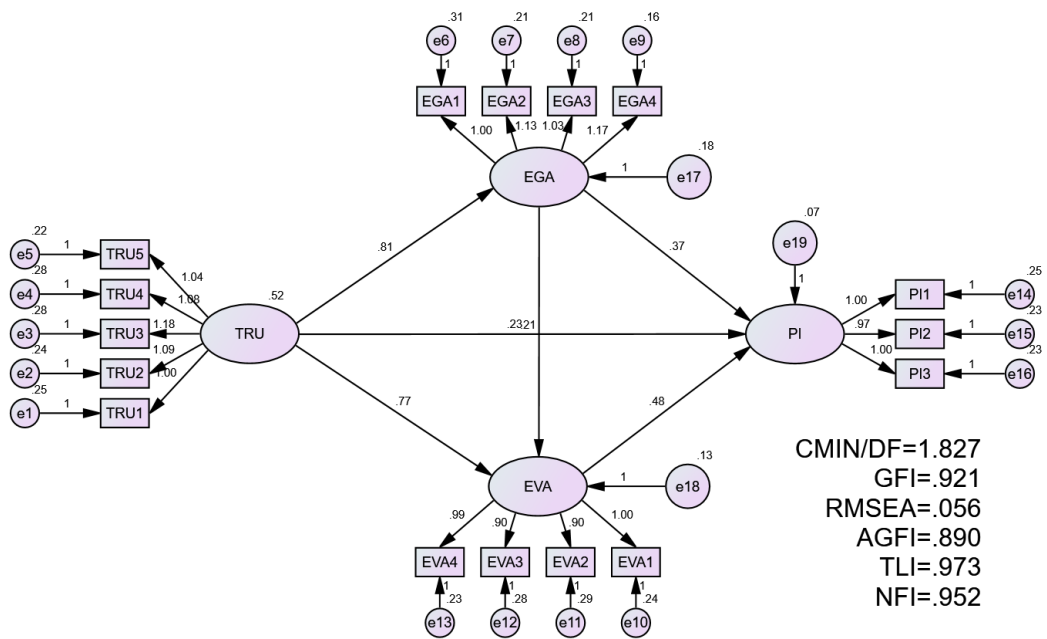 .31 .21 .21 .16
e6 e7 e8 e9
1 1 1 1
EGA1 EGA2 EGA3 EGA4
1.00 1.13 1.03 1.17
.18
EGA 1 e17
.07
e19
1
.81 .37
.22
e5 1 TRU5
.28
e4 1 TRU4
.28
e3 1 TRU3
.24
e2 1 TRU2
.25
e1 1 TRU1
1.04
1.08
1.18
1.09
1.00
.52
TRU
.23 .21
PI
1.00
.97
1.00
.25
PI1 1 e14
.23
PI2 1 e15
.23
PI3 1 e16
.77 .48
.13
EVA 1 e18
.99 .90 .90 1.00
EVA4 EVA3 EVA2 EVA1
1 1 1 1
.23 .28 .29 .24
e13 e12 e11 e10
CMIN/DF=1.827
GFI=.921
RMSEA=.056
AGFI=.890
TLI=.973
NFI=.952